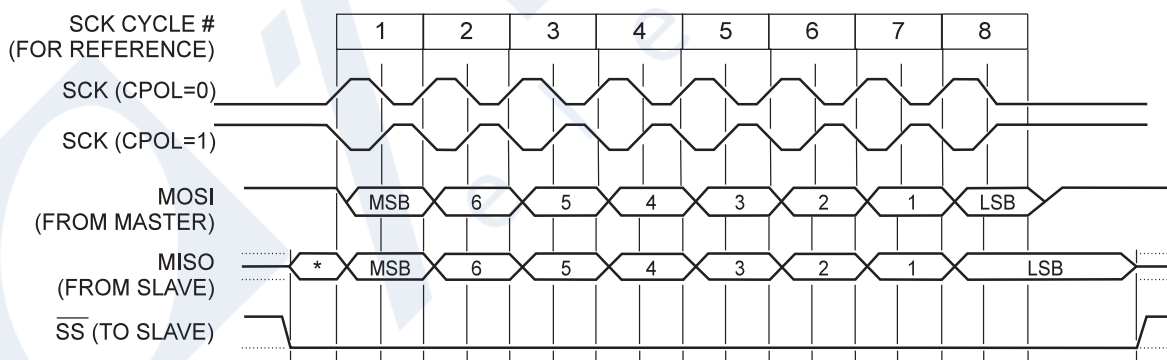 SCK CYCLE # 1 2 3 4 5 6 7 8
(FOR REFERENCE)
SCK (CPOL=0)
SCK (CPOL=1)
MOSI MSB 6 5 4 3 2 1 LSB
(FROM MASTER)
MISO * MSB 6 5 4 3 2 1 LSB
(FROM SLAVE)
SS (TO SLAVE)